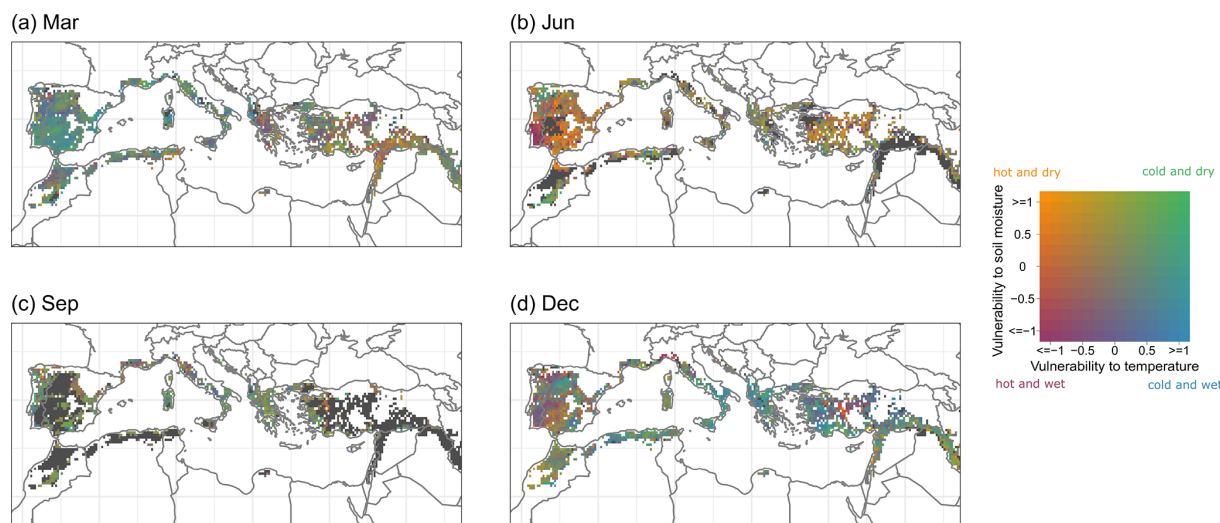 (a) Mar
(b) Jun
(c) Sep
(d) Dec
hot and dry
cold and dry
Vulnerability to soil moisture
>=1
0.5
0
−0.5
<=−1
<=−1 −0.5 0 0.5 >=1
Vulnerability to temperature
hot and wet
cold and wet